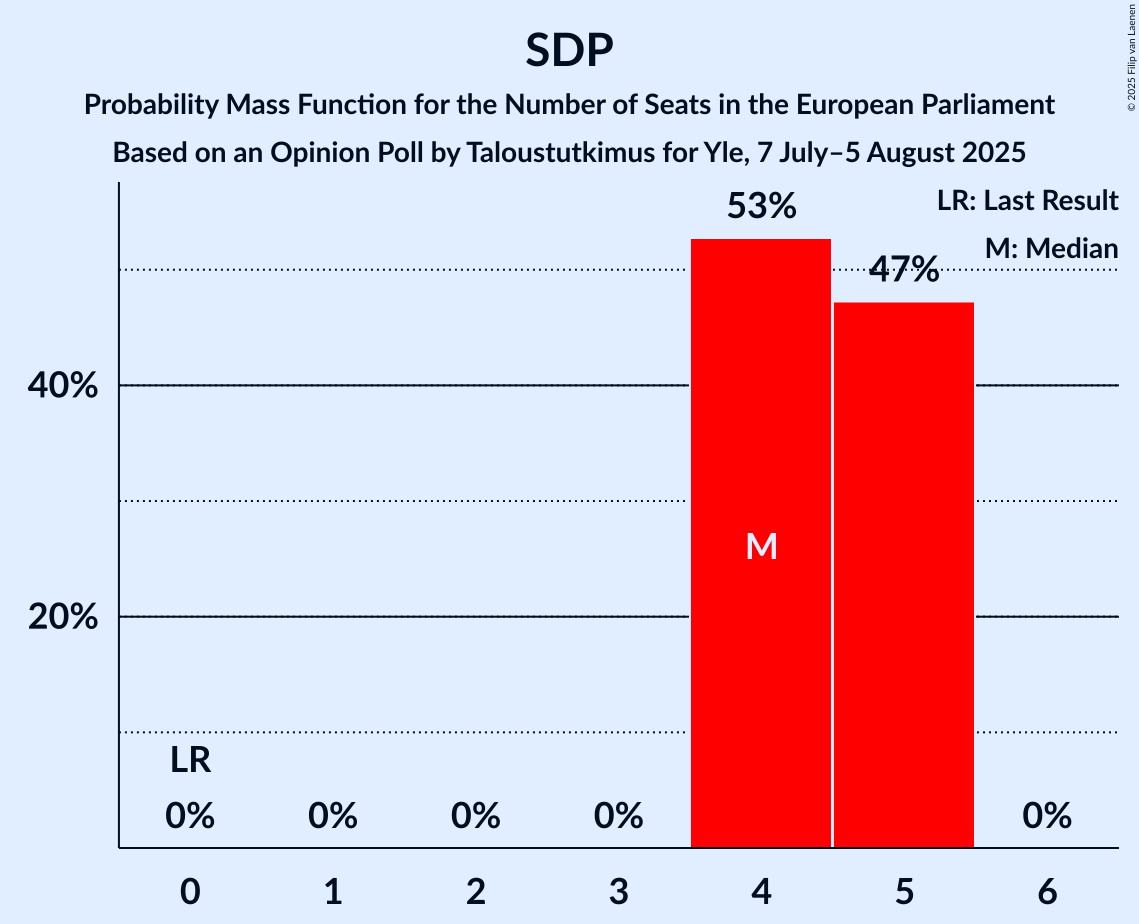 SDP
Probability Mass Function for the Number of Seats in the European Parliament
Based on an Opinion Poll by Taloustutkimus for Yle, 7 July–5 August 2025
© 2025 Filip van Laenen
LR: Last Result
M: Median
53%
47%
40%
20%
M
LR
0% 0% 0% 0% 0%
0 1 2 3 4 5 6